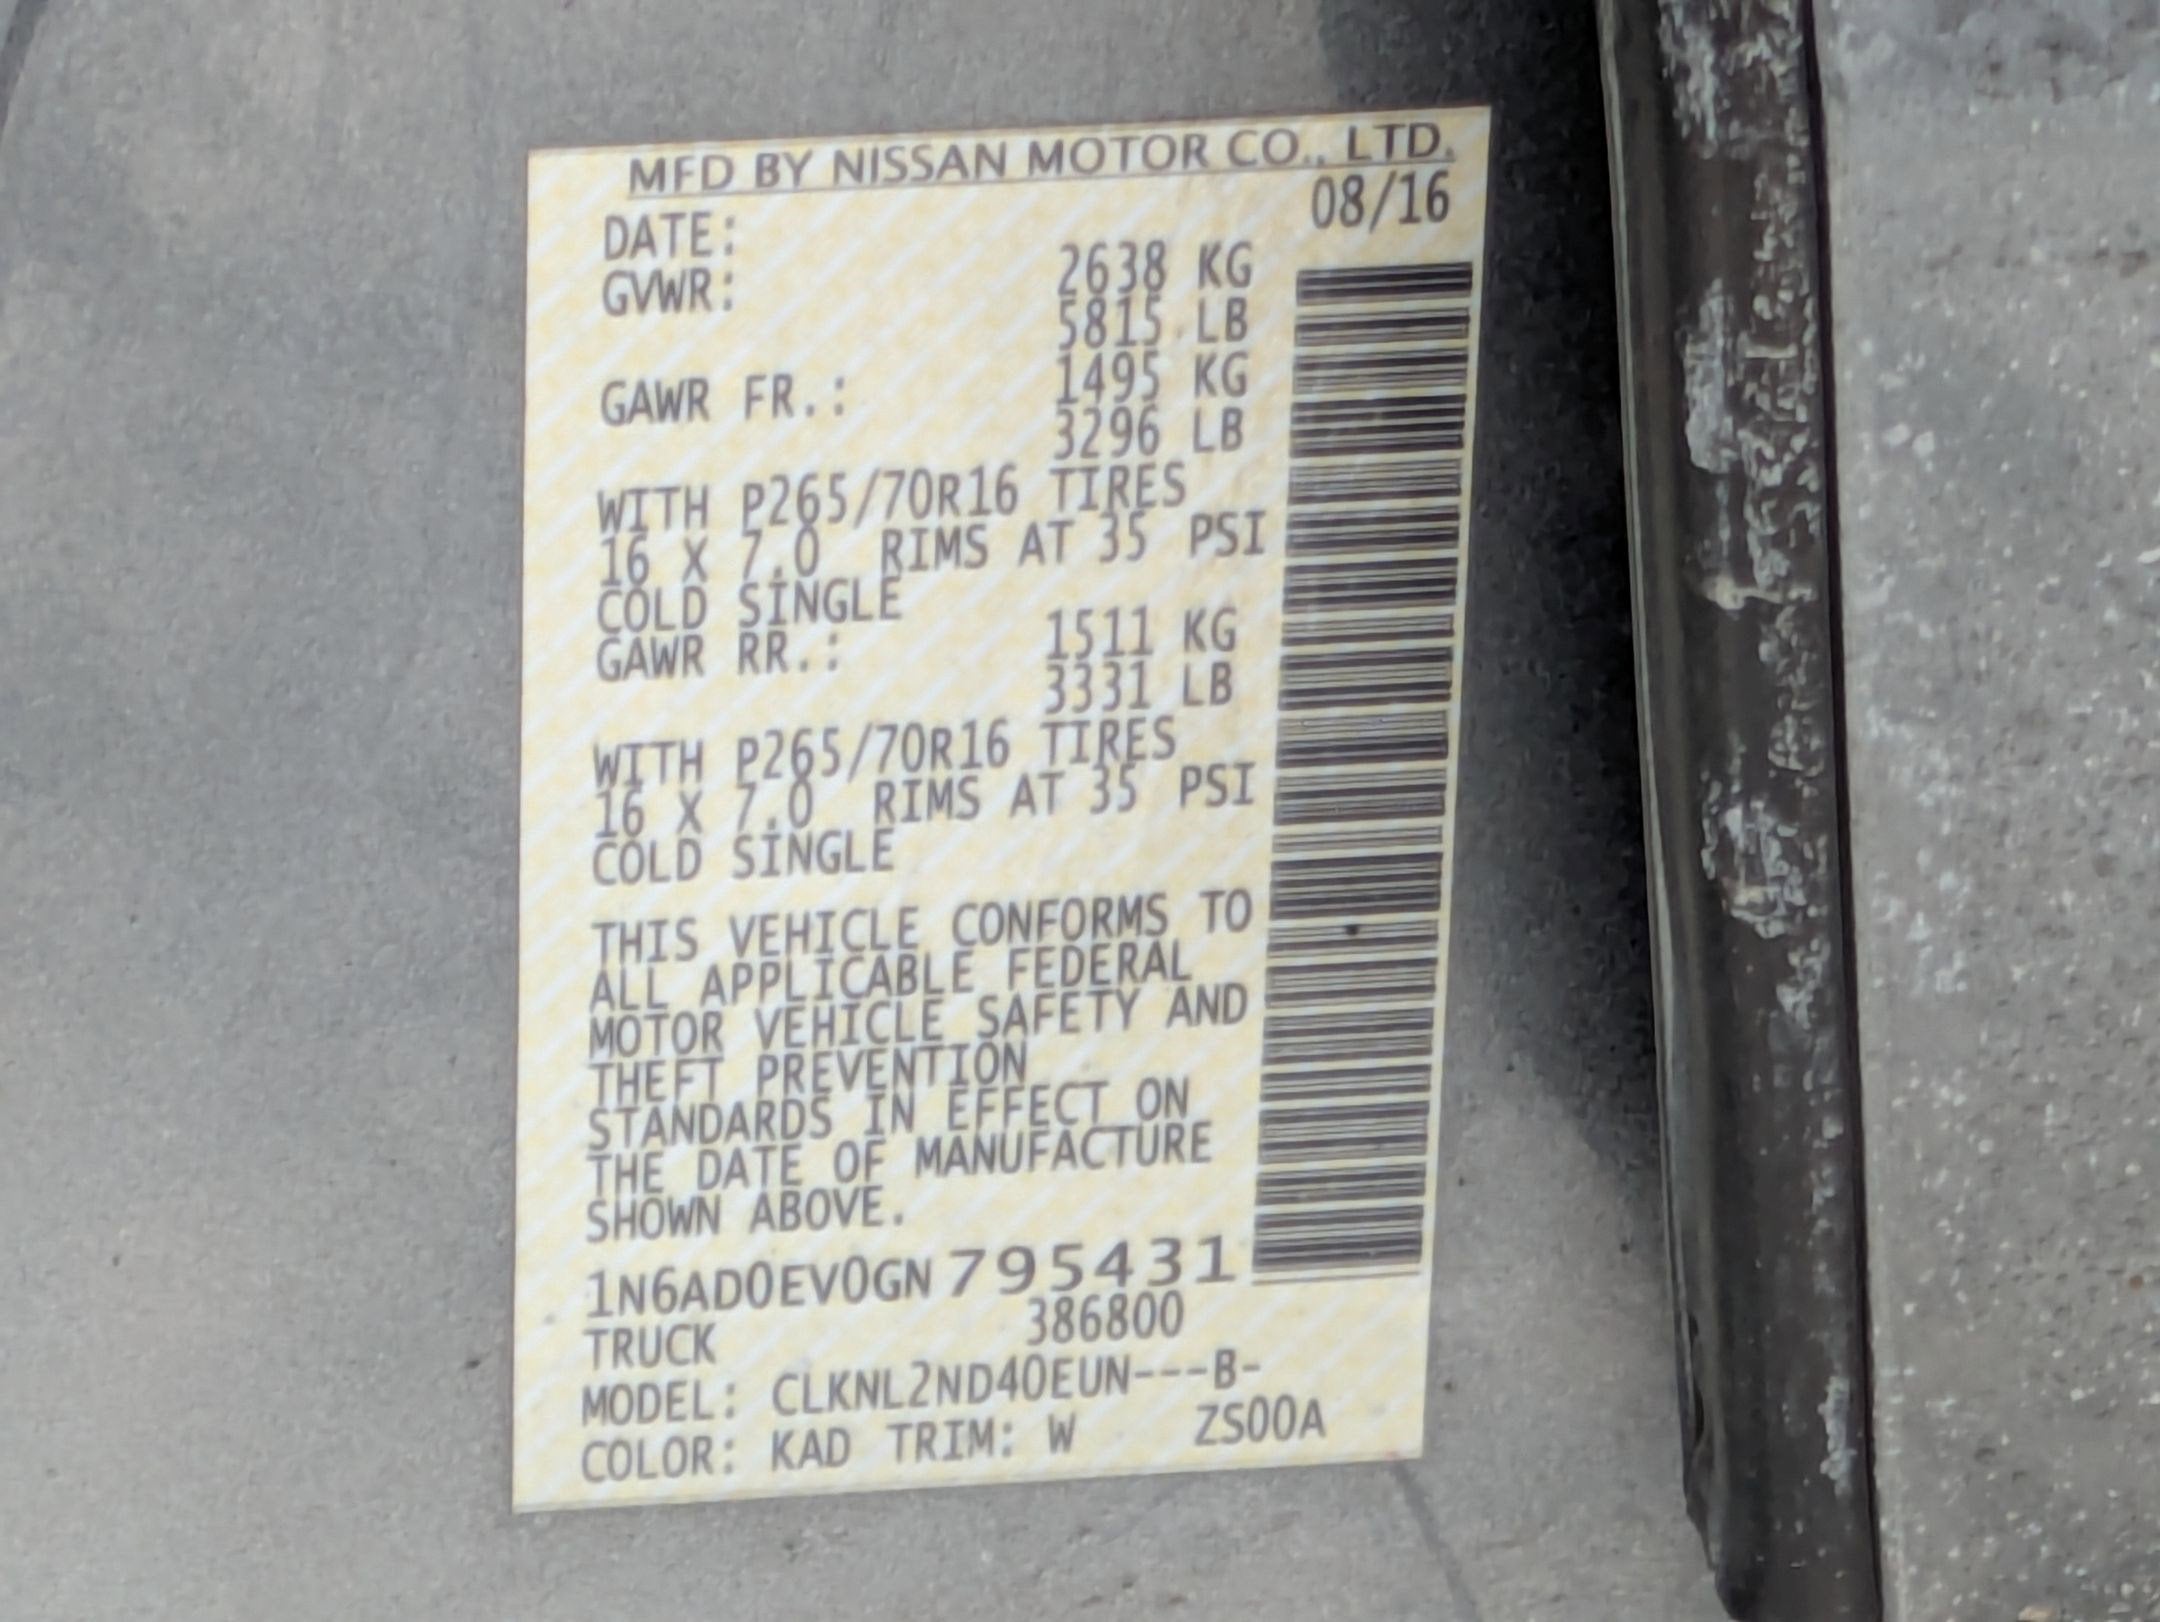 MFD BY NISSAN MOTOR CO., LTD.
DATE: 08/16
GVWR: 2638 KG
5815 LB
GAWR FR.: 1495 KG
3296 LB
WITH P265/70R16 TIRES
16 X 7.0 RIMS AT 35 PSI
COLD SINGLE
GAWR RR.: 1511 KG
3331 LB
WITH P265/70R16 TIRES
16 X 7.0 RIMS AT 35 PSI
COLD SINGLE
THIS VEHICLE CONFORMS TO
ALL APPLICABLE FEDERAL
MOTOR VEHICLE SAFETY AND
THEFT PREVENTION
STANDARDS IN EFFECT ON
THE DATE OF MANUFACTURE
SHOWN ABOVE.
1N6AD0EV0GN795431
TRUCK 386800
MODEL: CLKNL2ND40EUN---B-
COLOR: KAD TRIM: W ZS00A